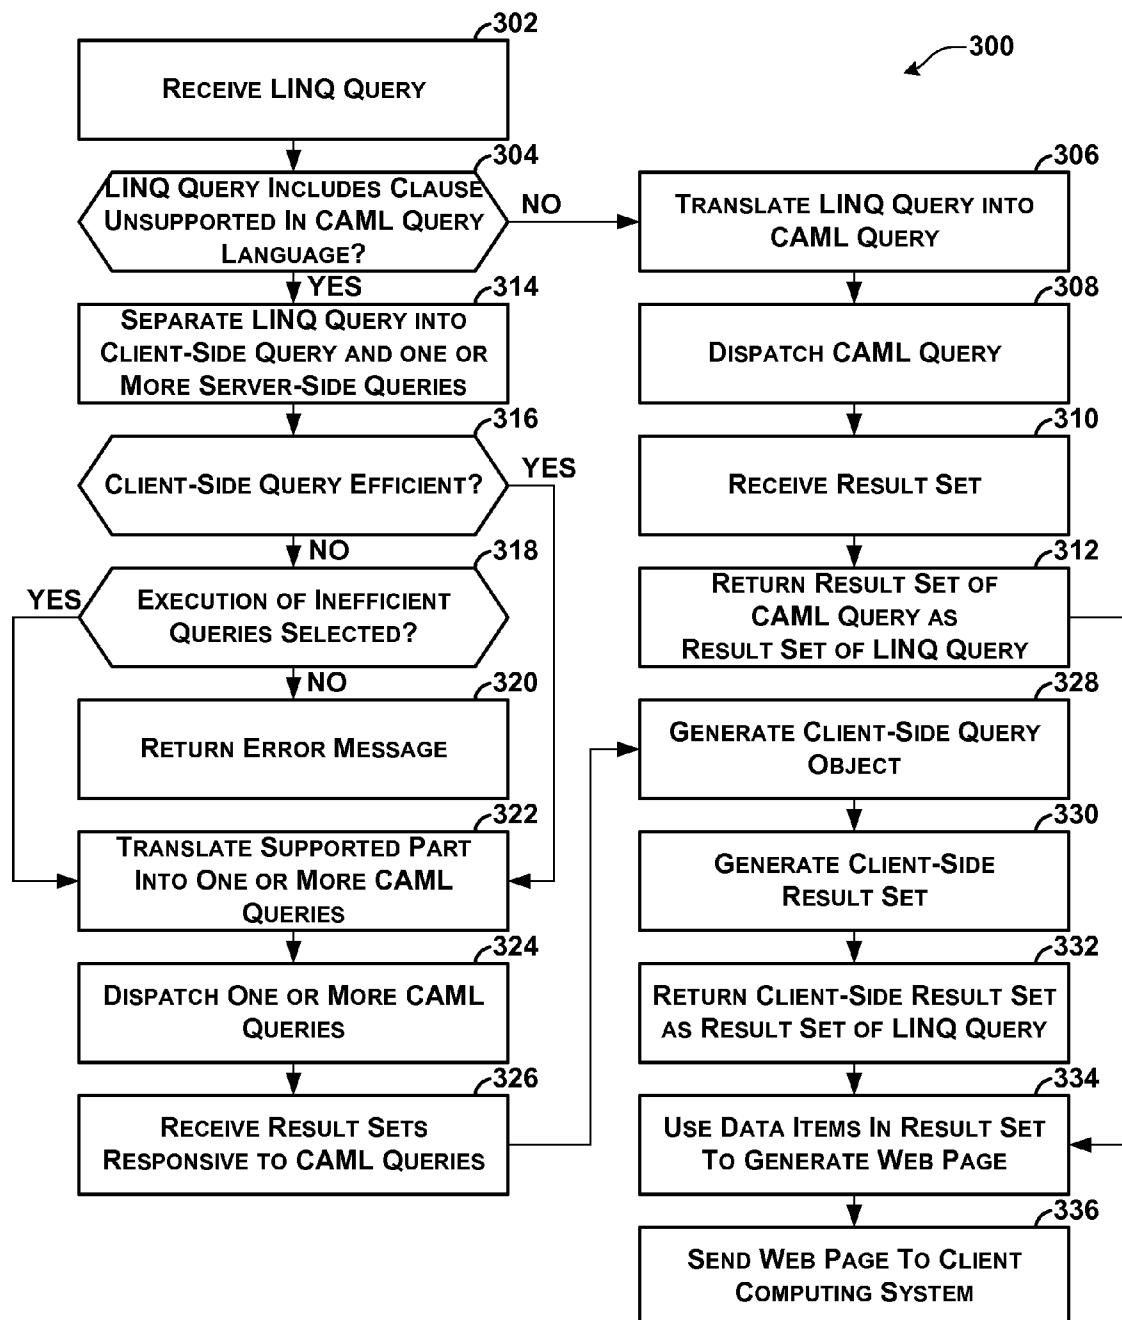 302
300
RECEIVE LINQ QUERY
304
LINQ QUERY INCLUDES CLAUSE
UNSUPPORTED IN CAML QUERY
LANGUAGE?
NO
YES
306
TRANSLATE LINQ QUERY INTO
CAML QUERY
314
SEPARATE LINQ QUERY INTO
CLIENT-SIDE QUERY AND ONE OR
MORE SERVER-SIDE QUERIES
308
DISPATCH CAML QUERY
316
CLIENT-SIDE QUERY EFFICIENT?
YES
NO
310
RECEIVE RESULT SET
318
EXECUTION OF INEFFICIENT
QUERIES SELECTED?
YES
NO
312
RETURN RESULT SET OF
CAML QUERY AS
RESULT SET OF LINQ QUERY
320
RETURN ERROR MESSAGE
328
GENERATE CLIENT-SIDE QUERY
OBJECT
322
TRANSLATE SUPPORTED PART
INTO ONE OR MORE CAML
QUERIES
330
GENERATE CLIENT-SIDE
RESULT SET
324
DISPATCH ONE OR MORE CAML
QUERIES
332
RETURN CLIENT-SIDE RESULT SET
AS RESULT SET OF LINQ QUERY
326
RECEIVE RESULT SETS
RESPONSIVE TO CAML QUERIES
334
USE DATA ITEMS IN RESULT SET
TO GENERATE WEB PAGE
336
SEND WEB PAGE TO CLIENT
COMPUTING SYSTEM